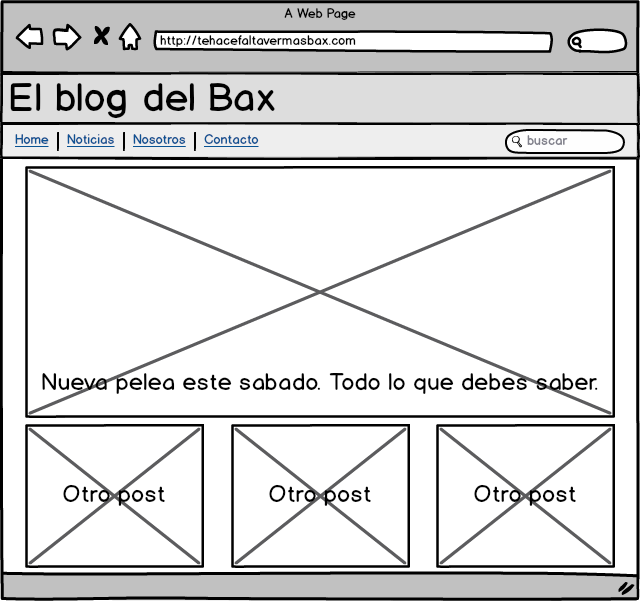 A Web Page
http://tehacefaltavermasbax.com
El blog del Bax
Home | Noticias | Nosotros | Contacto
buscar
Nueva pelea este sabado. Todo lo que debes saber.
Otro post
Otro post
Otro post